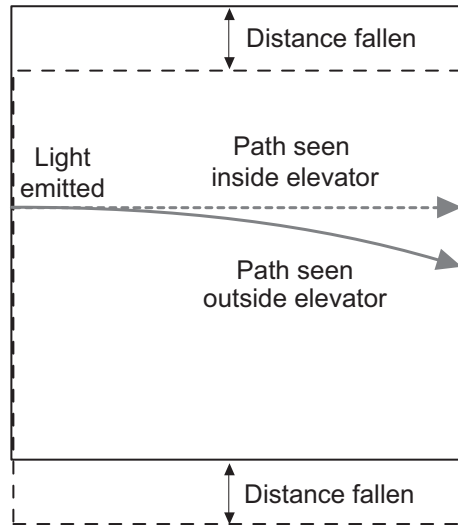 Distance fallen
Light
emitted
Path seen
inside elevator
Path seen
outside elevator
Distance fallen